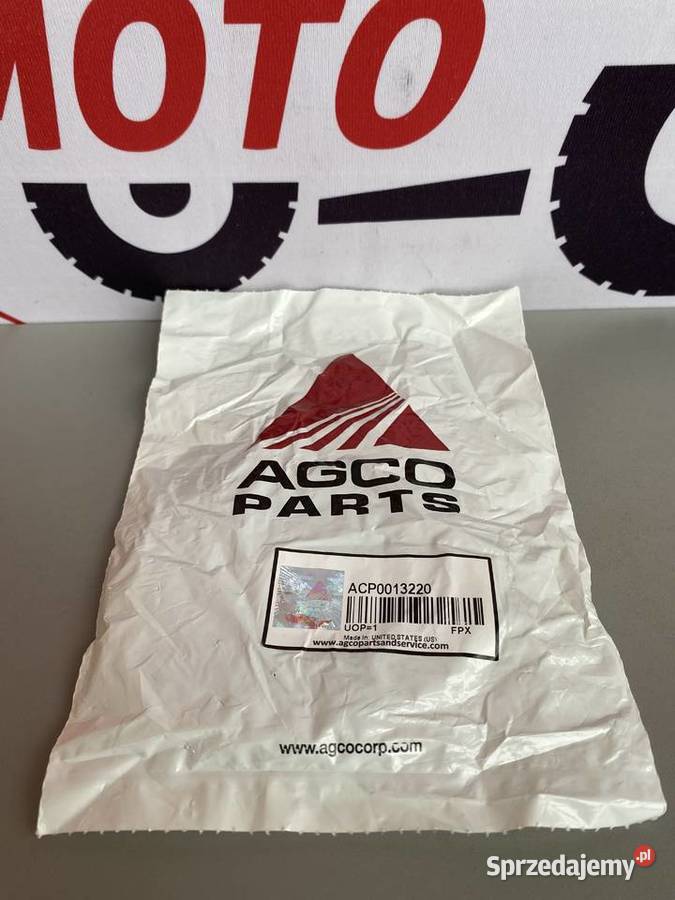 MOTO
AGCO
PARTS
ACP0013220
UOP=1 FPX
Made In: UNITED STATES (US)
www.agcopartsandservice.com
www.agcocorp.com
Sprzedajemy.pl